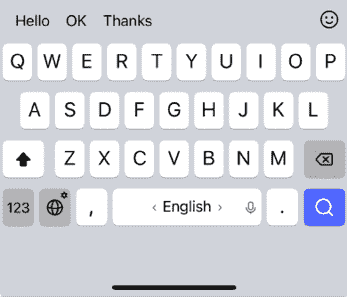 Hello OK Thanks
Q W E R T Y U I O P
A S D F G H J K L
Z X C V B N M
123 , ‹ English › .